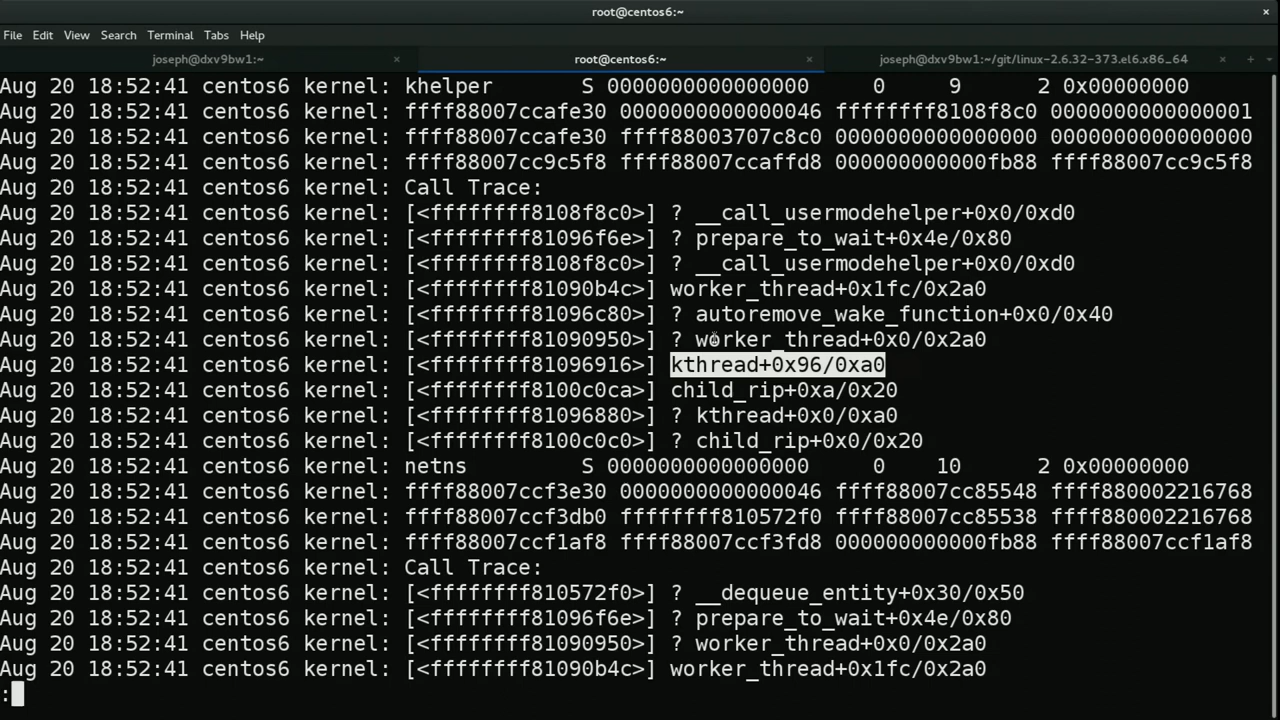 root@centos6:~ ×
File Edit View Search Terminal Tabs Help
joseph@dxv9bw1:~ × root@centos6:~ × joseph@dxv9bw1:~/git/linux-2.6.32-373.el6.x86_64 ×
Aug 20 18:52:41 centos6 kernel: khelper S 0000000000000000 0 9 2 0x00000000
Aug 20 18:52:41 centos6 kernel: ffff88007ccafe30 0000000000000046 ffffffff8108f8c0 0000000000000001
Aug 20 18:52:41 centos6 kernel: ffff88007ccafe30 ffff88003707c8c0 0000000000000000 0000000000000000
Aug 20 18:52:41 centos6 kernel: ffff88007cc9c5f8 ffff88007ccaffd8 000000000000fb88 ffff88007cc9c5f8
Aug 20 18:52:41 centos6 kernel: Call Trace:
Aug 20 18:52:41 centos6 kernel: [<ffffffff8108f8c0>] ? __call_usermodehelper+0x0/0xd0
Aug 20 18:52:41 centos6 kernel: [<ffffffff81096f6e>] ? prepare_to_wait+0x4e/0x80
Aug 20 18:52:41 centos6 kernel: [<ffffffff8108f8c0>] ? __call_usermodehelper+0x0/0xd0
Aug 20 18:52:41 centos6 kernel: [<ffffffff81090b4c>] worker_thread+0x1fc/0x2a0
Aug 20 18:52:41 centos6 kernel: [<ffffffff81096c80>] ? autoremove_wake_function+0x0/0x40
Aug 20 18:52:41 centos6 kernel: [<ffffffff81090950>] ? worker_thread+0x0/0x2a0
Aug 20 18:52:41 centos6 kernel: [<ffffffff81096916>] kthread+0x96/0xa0
Aug 20 18:52:41 centos6 kernel: [<ffffffff8100c0ca>] child_rip+0xa/0x20
Aug 20 18:52:41 centos6 kernel: [<ffffffff81096880>] ? kthread+0x0/0xa0
Aug 20 18:52:41 centos6 kernel: [<ffffffff8100c0c0>] ? child_rip+0x0/0x20
Aug 20 18:52:41 centos6 kernel: netns S 0000000000000000 0 10 2 0x00000000
Aug 20 18:52:41 centos6 kernel: ffff88007ccf3e30 0000000000000046 ffff88007cc85548 ffff880002216768
Aug 20 18:52:41 centos6 kernel: ffff88007ccf3db0 ffffffff810572f0 ffff88007cc85538 ffff880002216768
Aug 20 18:52:41 centos6 kernel: ffff88007ccf1af8 ffff88007ccf3fd8 000000000000fb88 ffff88007ccf1af8
Aug 20 18:52:41 centos6 kernel: Call Trace:
Aug 20 18:52:41 centos6 kernel: [<ffffffff810572f0>] ? __dequeue_entity+0x30/0x50
Aug 20 18:52:41 centos6 kernel: [<ffffffff81096f6e>] ? prepare_to_wait+0x4e/0x80
Aug 20 18:52:41 centos6 kernel: [<ffffffff81090950>] ? worker_thread+0x0/0x2a0
Aug 20 18:52:41 centos6 kernel: [<ffffffff81090b4c>] worker_thread+0x1fc/0x2a0
: